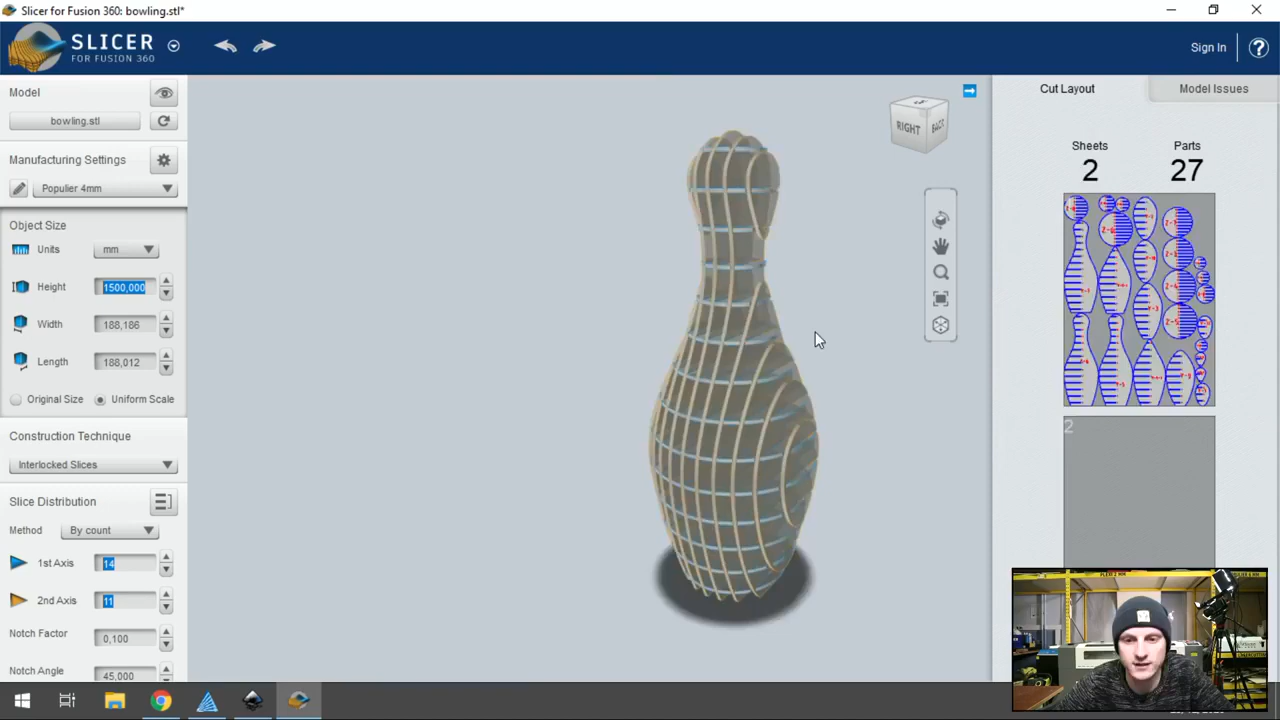 Slicer for Fusion 360: bowling.stl*
SLICER
FOR FUSION 360
Sign In
?
Model
bowling.stl
Manufacturing Settings
Populier 4mm
Object Size
Units
mm
Height
1500,000
Width
188,186
Length
188,012
Original Size
Uniform Scale
Construction Technique
Interlocked Slices
Slice Distribution
Method
By count
1st Axis
14
2nd Axis
11
Notch Factor
0,100
Notch Angle
45,000
RIGHT
BACK
Cut Layout
Model Issues
Sheets
Parts
2
27
2